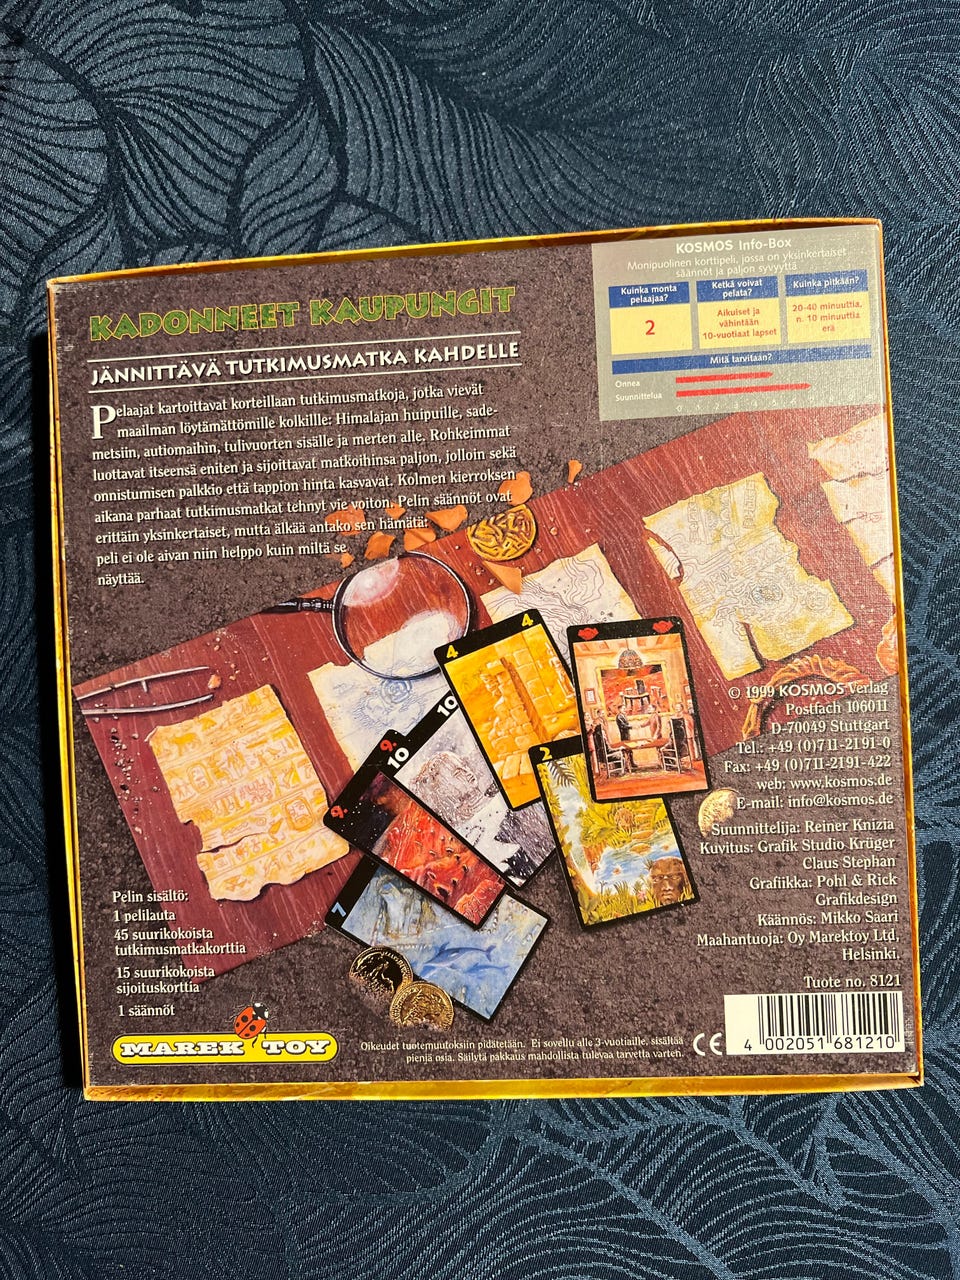 KADONNEET KAUPUNGIT
JÄNNITTÄVÄ TUTKIMUSMATKA KAHDELLE
Pelaajat kartoittavat korteillaan tutkimusmatkoja, jotka vievät
maailman löytämättömille kolkille: Himalajan huipuille, sade-
metsiin, autiomaihin, tulivuorten sisälle ja merten alle. Rohkeimmat
luottavat itseensä eniten ja sijoittavat matkoihinsa paljon, jolloin sekä
onnistumisen palkkio että tappion hinta kasvavat. Kolmen kierroksen
aikana parhaat tutkimusmatkat tehnyt vie voiton. Pelin säännöt ovat
erittäin yksinkertaiset, mutta älkää antako sen hämätä:
peli ei ole aivan niin helppo kuin miltä se
näyttää.
KOSMOS Info-Box
Monipuolinen korttipeli, jossa on yksinkertaiset
säännöt ja paljon syvyyttä
Kuinka monta
pelaajaa?
2
Ketkä voivat
pelata?
Aikuiset ja
vähintään
10-vuotiaat lapset
Kuinka pitkään?
20-40 minuuttia,
n. 10 minuuttia
erä
Mitä tarvitaan?
Onnea
Suunnittelua
4
4
10
10
9
9
2
7
© 1999 KOSMOS Verlag
Postfach 106011
D-70049 Stuttgart
Tel.: +49 (0)711-2191-0
Fax: +49 (0)711-2191-422
web: www.kosmos.de
E-mail: info@kosmos.de
Suunnittelija: Reiner Knizia
Kuvitus: Grafik Studio Krüger
Claus Stephan
Grafiikka: Pohl & Rick
Grafikdesign
Käännös: Mikko Saari
Maahantuoja: Oy Marektoy Ltd,
Helsinki.
Tuote no. 8121
Pelin sisältö:
1 pelilauta
45 suurikokoista
tutkimusmatkakorttia
15 suurikokoista
sijoituskorttia
1 säännöt
MAREK TOY
Oikeudet tuotemuutoksiin pidätetään. Ei sovellu alle 3-vuotiaille, sisältää
pieniä osia. Säilytä pakkaus mahdollista tulevaa tarvetta varten.
CE
4 002051 681210